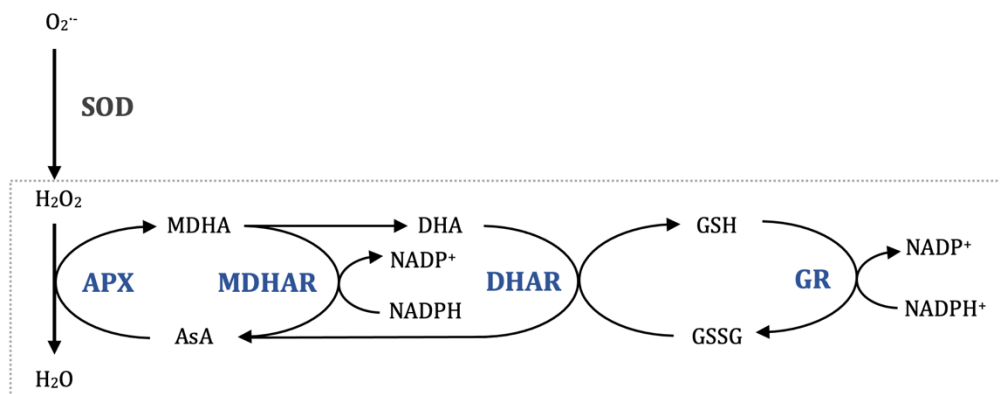 O₂·⁻
SOD
H₂O₂
MDHA
DHA
GSH
NADP⁺
NADP⁺
APX
MDHAR
DHAR
GR
NADPH
NADPH⁺
AsA
GSSG
H₂O